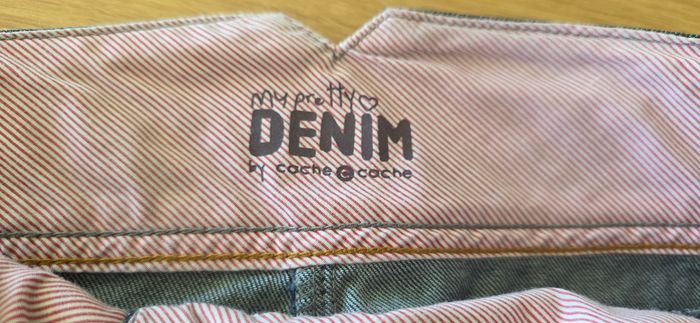 my pretty♡
DENIM
by cache c cache